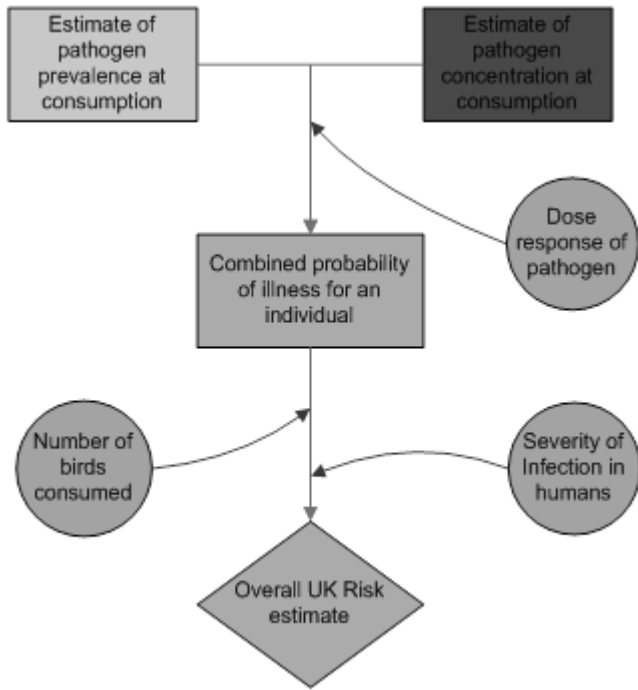 Estimate of
pathogen
prevalence at
consumption
Estimate of
pathogen
concentration at
consumption
Dose
response of
pathogen
Combined probability
of illness for an
individual
Number of
birds
consumed
Severity of
Infection in
humans
Overall UK Risk
estimate